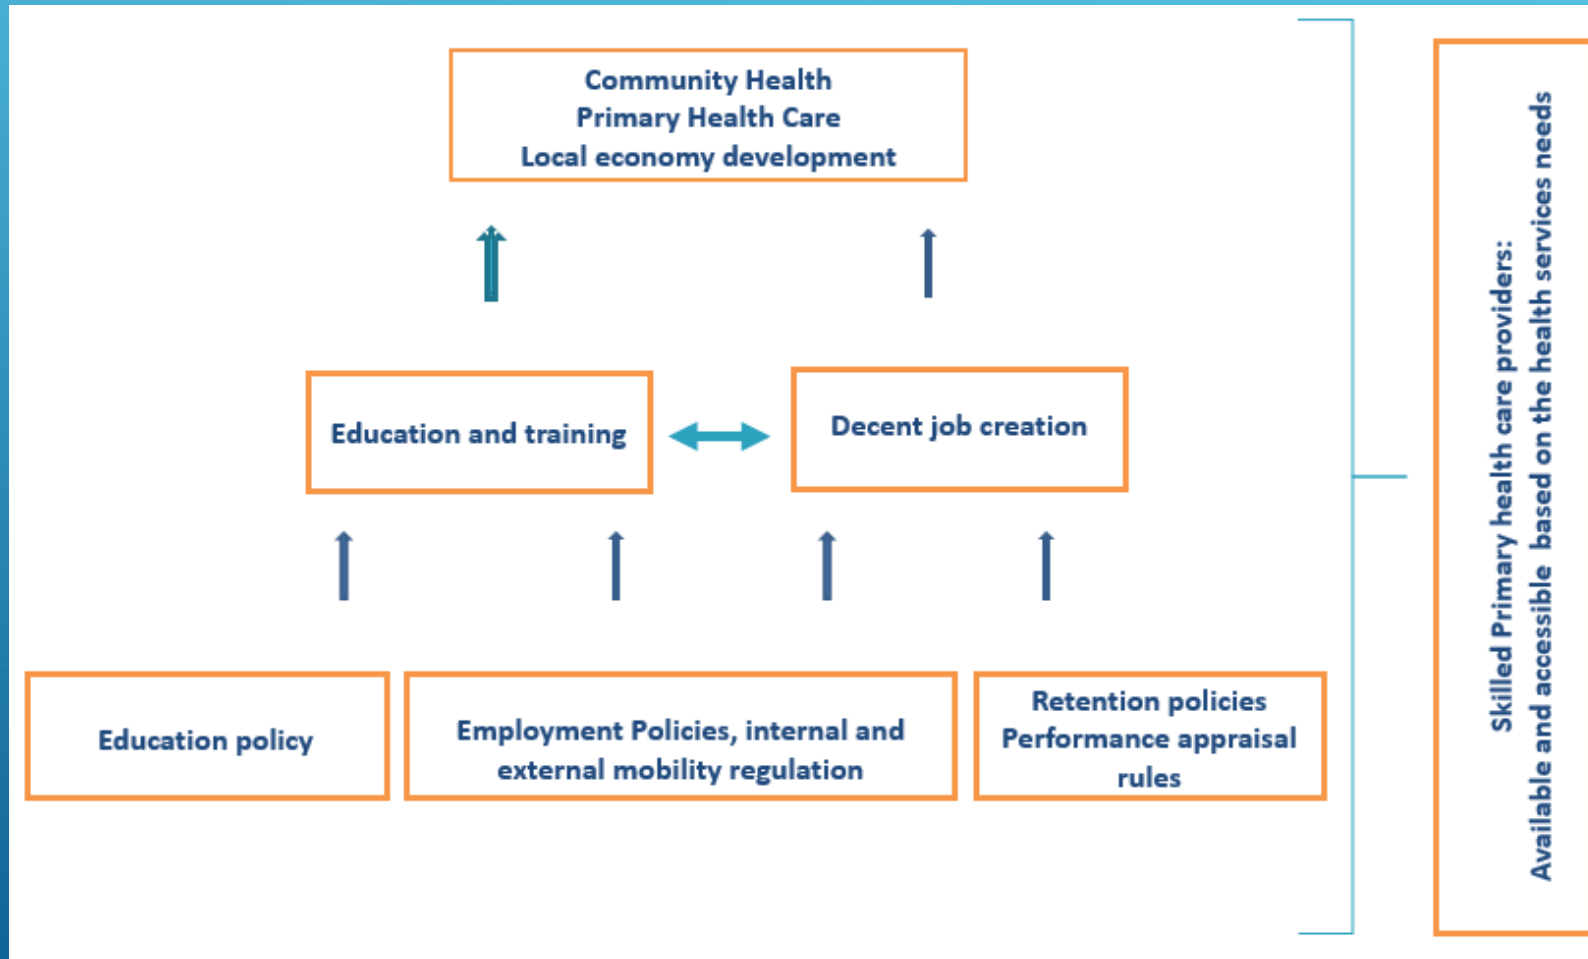 Community Health
Primary Health Care
Local economy development
Education and training
Decent job creation
Education policy
Employment Policies, internal and
external mobility regulation
Retention policies
Performance appraisal
rules
Skilled Primary health care providers:
Available and accessible  based on the health services needs